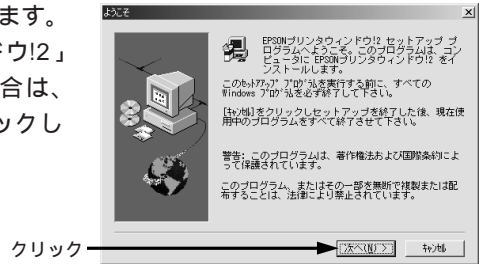 ます。
ドウ!2」
合は、
ックし
クリック
ようこそ
EPSONプリンタウィンドウ!2 セットアップ プ
ログラムへようこそ。このプログラムは、コン
ピュータに EPSONプリンタウィンドウ!2 をイ
ンストールします。
このｾｯﾄｱｯﾌﾟ ﾌﾟﾛｸﾞﾗﾑを実行する前に、すべての
Windows ﾌﾟﾛｸﾞﾗﾑを必ず終了して下さい。
[ｷｬﾝｾﾙ]をクリックしセットアップを終了した後、現在使
用中のプログラムをすべて終了させて下さい。
警告: このプログラムは、著作権法および国際条約によ
って保護されています。
このプログラム、またはその一部を無断で複製または配
布することは、法律により禁止されています。
次へ(N) >
ｷｬﾝｾﾙ